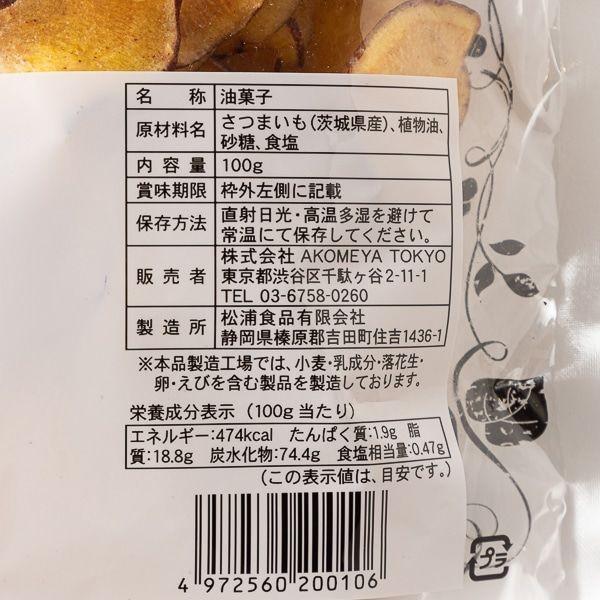 名称 油菓子
原材料名 さつまいも(茨城県産)、植物油、
砂糖、食塩
内容量 100g
賞味期限 枠外左側に記載
保存方法 直射日光・高温多湿を避けて
常温にて保存してください。
販売者 株式会社 AKOMEYA TOKYO
東京都渋谷区千駄ヶ谷2-11-1
TEL 03-6758-0260
製造所 松浦食品有限会社
静岡県榛原郡吉田町住吉1436-1
※本品製造工場では、小麦・乳成分・落花生・
卵・えびを含む製品を製造しております。
栄養成分表示(100g当たり)
エネルギー:474kcal たんぱく質:1.9g 脂
質:18.8g 炭水化物:74.4g 食塩相当量:0.47g
(この表示値は、目安です。)
4 972560 200106
プラ